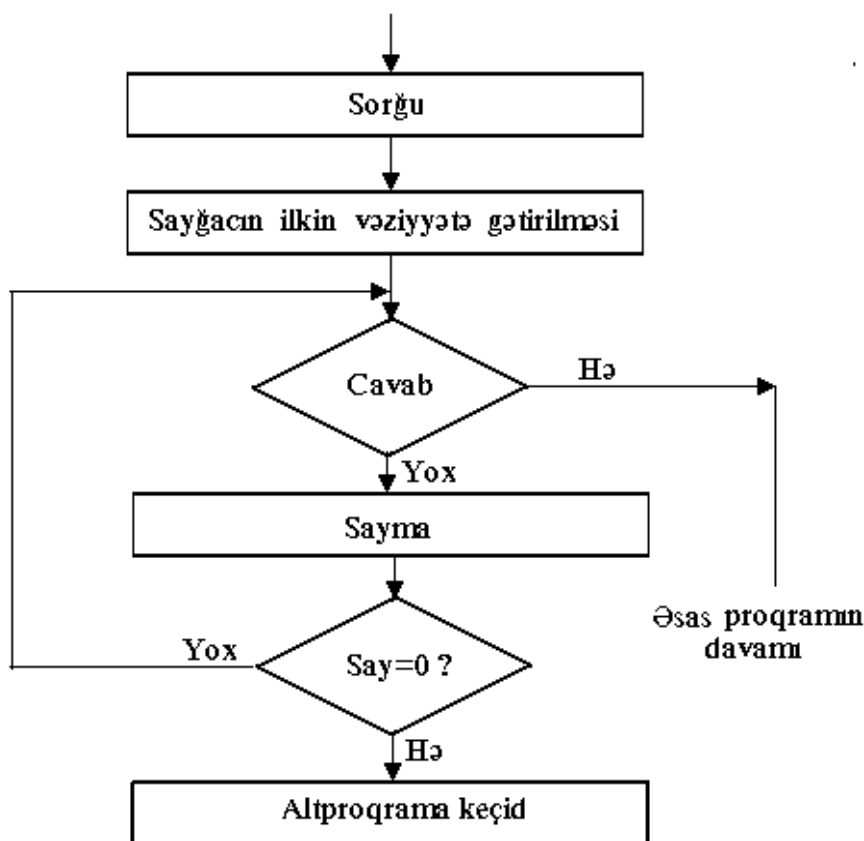 Sorğu
Sayğacın ilkin vəziyyətə gətirilməsi
Cavab
Hə
Yox
Sayma
Əsas proqramın
davamı
Yox
Say=0 ?
Hə
Altproqrama keçid